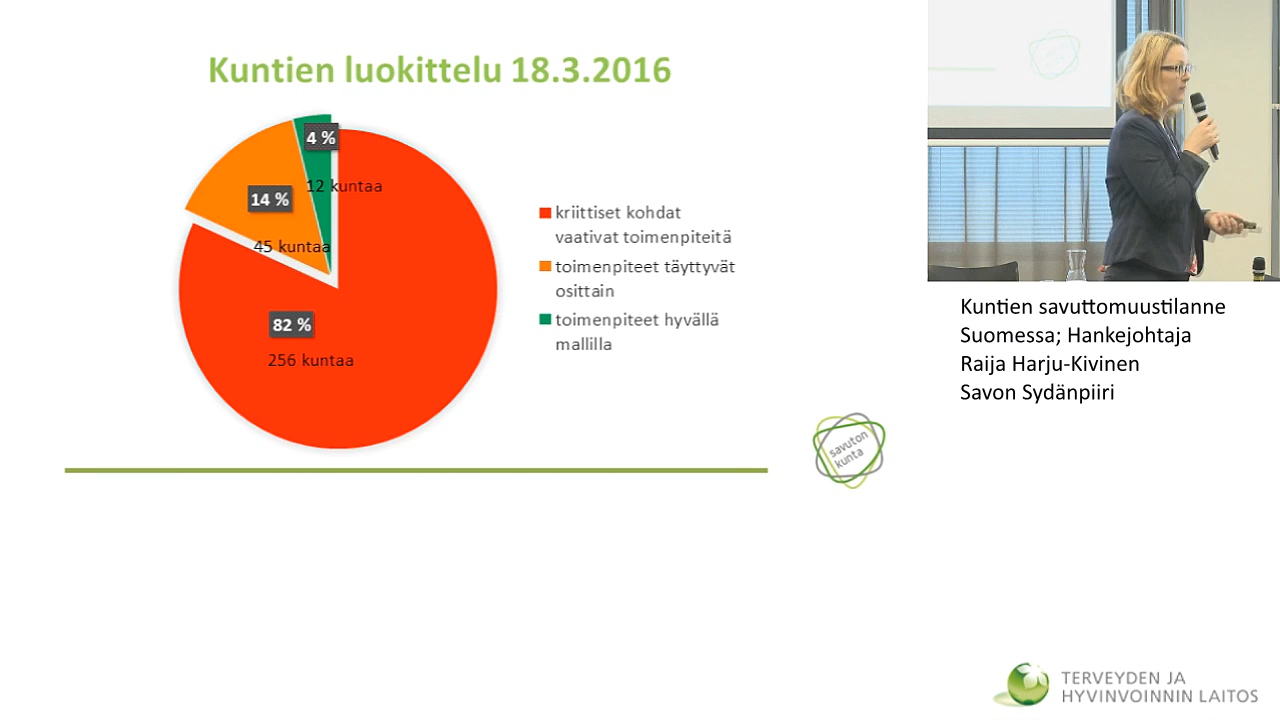 Kuntien luokittelu 18.3.2016
4 %
12 kuntaa
14 %
45 kuntaa
82 %
256 kuntaa
kriittiset kohdat
vaativat toimenpiteitä
toimenpiteet täyttyvät
osittain
toimenpiteet hyvällä
mallilla
savuton
kunta
Kuntien savuttomuustilanne
Suomessa; Hankejohtaja
Raija Harju-Kivinen
Savon Sydänpiiri
TERVEYDEN JA
HYVINVOINNIN LAITOS